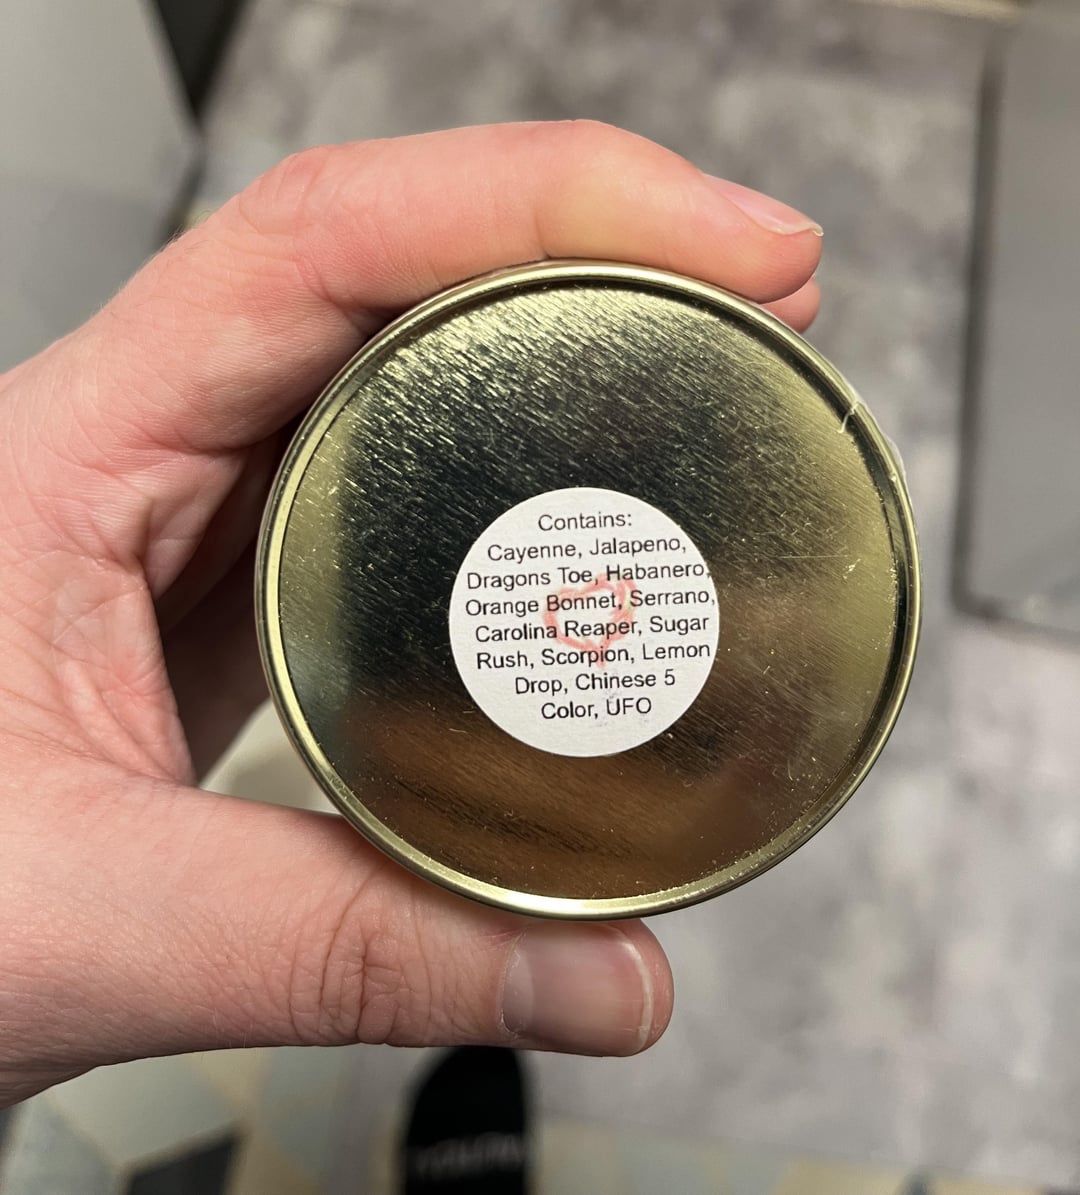 Contains:
Cayenne, Jalapeno,
Dragons Toe, Habanero,
Orange Bonnet, Serrano,
Carolina Reaper, Sugar
Rush, Scorpion, Lemon
Drop, Chinese 5
Color, UFO